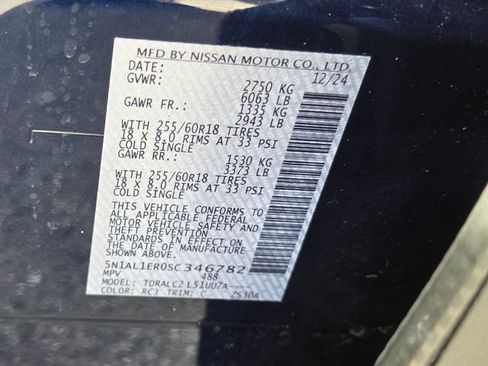 MFD BY NISSAN MOTOR CO., LTD
DATE: 12/24
GVWR: 2750 KG
6063 LB
GAWR FR.: 1335 KG
2943 LB
WITH 255/60R18 TIRES
18 X 8.0 RIMS AT 33 PSI
COLD SINGLE
GAWR RR.: 1530 KG
3373 LB
WITH 255/60R18 TIRES
18 X 8.0 RIMS AT 33 PSI
COLD SINGLE
THIS VEHICLE CONFORMS TO
ALL APPLICABLE FEDERAL
MOTOR VEHICLE SAFETY,
THEFT PREVENTION
STANDARDS IN EFFECT ON
THE DATE OF MANUFACTURE
SHOWN ABOVE.
5N1AL1ER0SC346782
MPV 488
MODEL: TDRALC2
COLOR: RCJ TRIM: C 2S30A